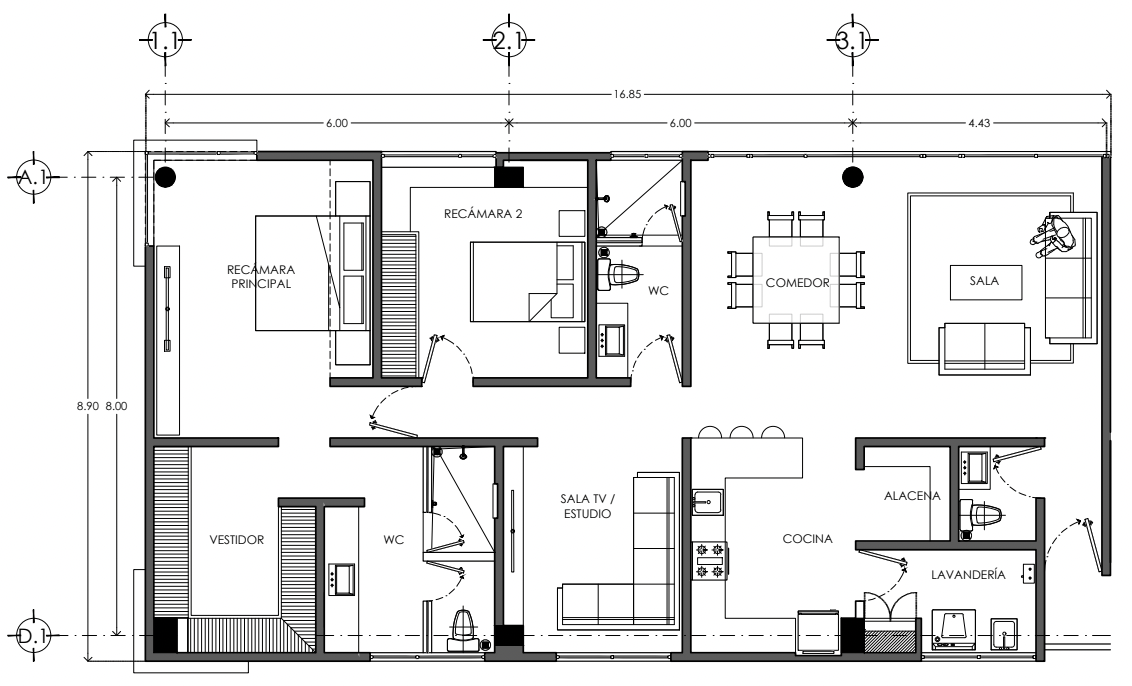 1.1
2.1
3.1
16.85
6.00
6.00
4.43
A.1
RECÁMARA 2
RECÁMARA
PRINCIPAL
COMEDOR
SALA
WC
8.90
8.00
SALA TV /
ESTUDIO
ALACENA
VESTIDOR
WC
COCINA
LAVANDERÍA
D.1